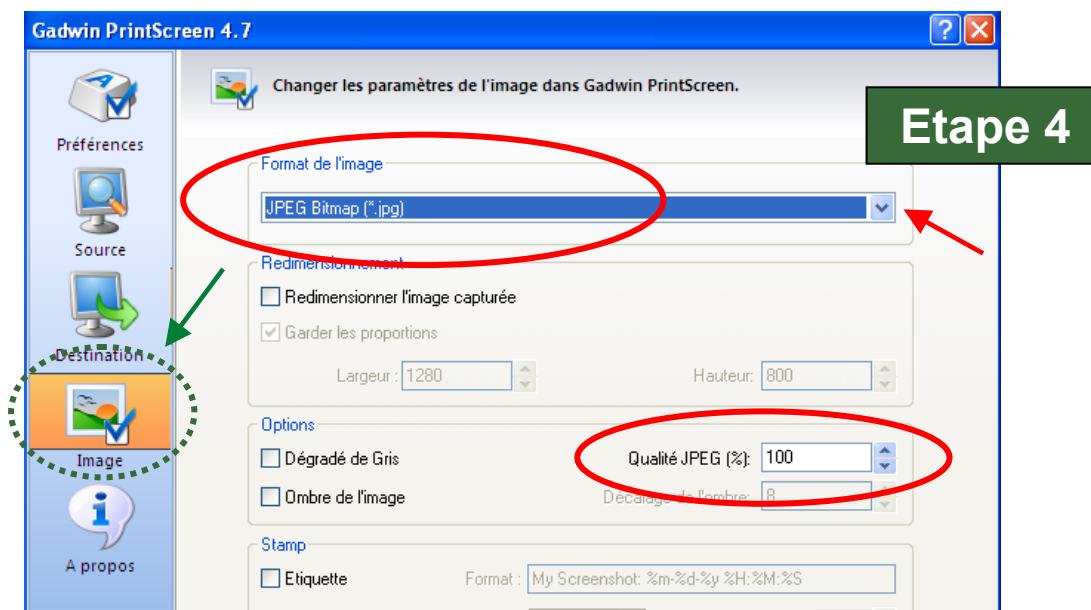 Gadwin PrintScreen 4.7
Changer les paramètres de l'image dans Gadwin PrintScreen.
Etape 4
Préférences
Source
Destination
Image
A propos
Format de l'image
JPEG Bitmap (*.jpg)
Redimensionnement
Redimensionner l'image capturée
Garder les proportions
Largeur : 1280
Hauteur: 800
Options
Dégradé de Gris
Qualité JPEG (%): 100
Ombre de l'image
Décalage de l'ombre: 8
Stamp
Etiquette
Format : My Screenshot: %m-%d-%y %H:%M:%S